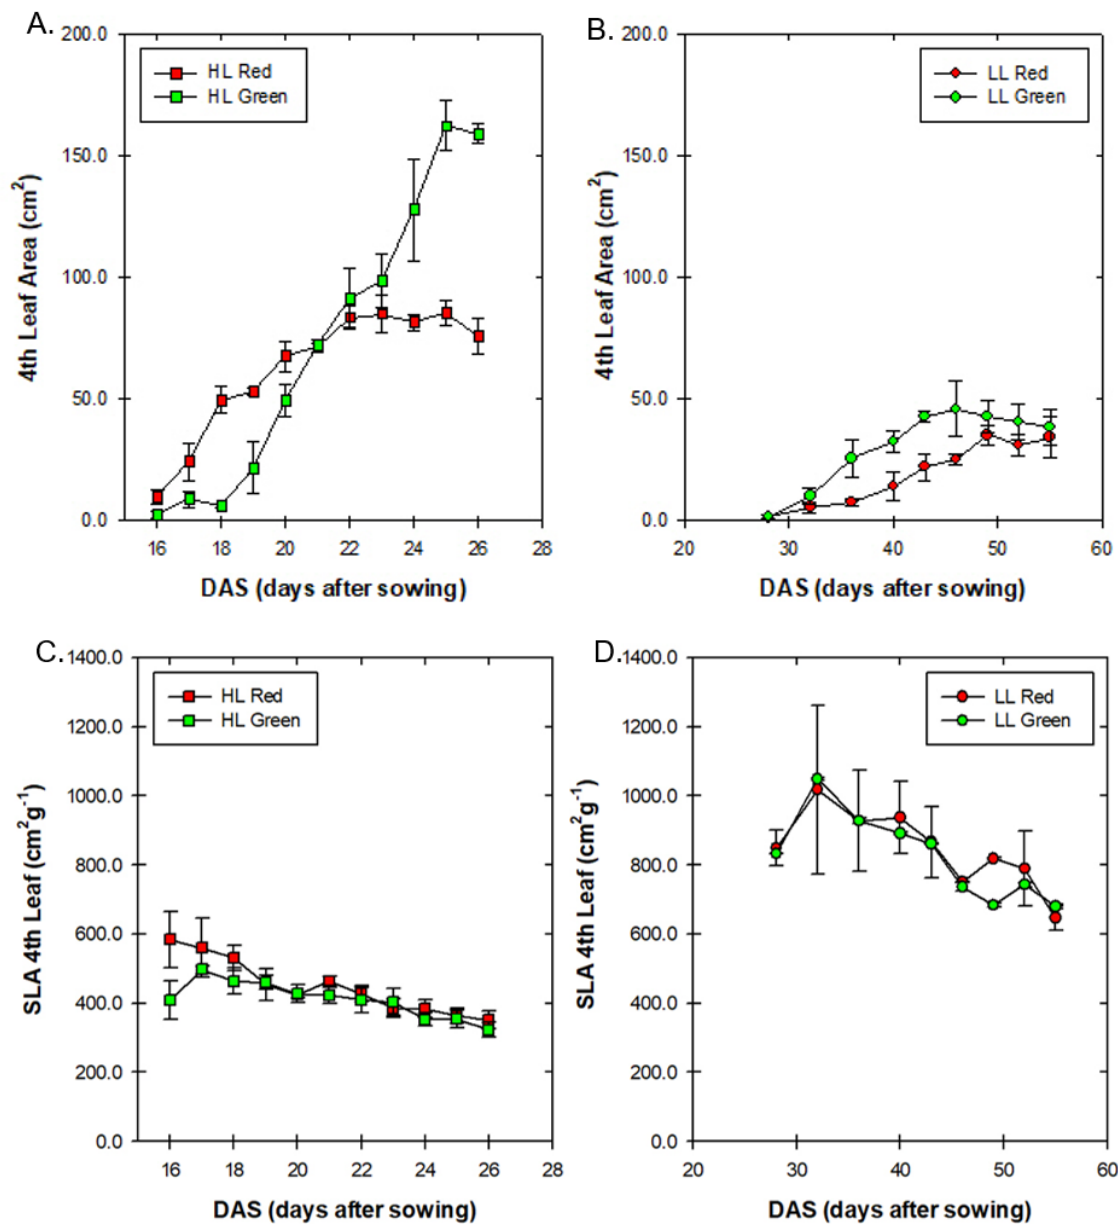 A.
200.0
150.0
100.0
50.0
0.0
4th Leaf Area (cm²)
HL Red
HL Green
16 18 20 22 24 26 28
DAS (days after sowing)
B.
200.0
150.0
100.0
50.0
0.0
4th Leaf Area (cm²)
LL Red
LL Green
20 30 40 50 60
DAS (days after sowing)
C.
1400.0
1200.0
1000.0
800.0
600.0
400.0
200.0
0.0
SLA 4th Leaf (cm²g⁻¹)
HL Red
HL Green
16 18 20 22 24 26 28
DAS (days after sowing)
D.
1400.0
1200.0
1000.0
800.0
600.0
400.0
200.0
0.0
SLA 4th Leaf (cm²g⁻¹)
LL Red
LL Green
20 30 40 50 60
DAS (days after sowing)